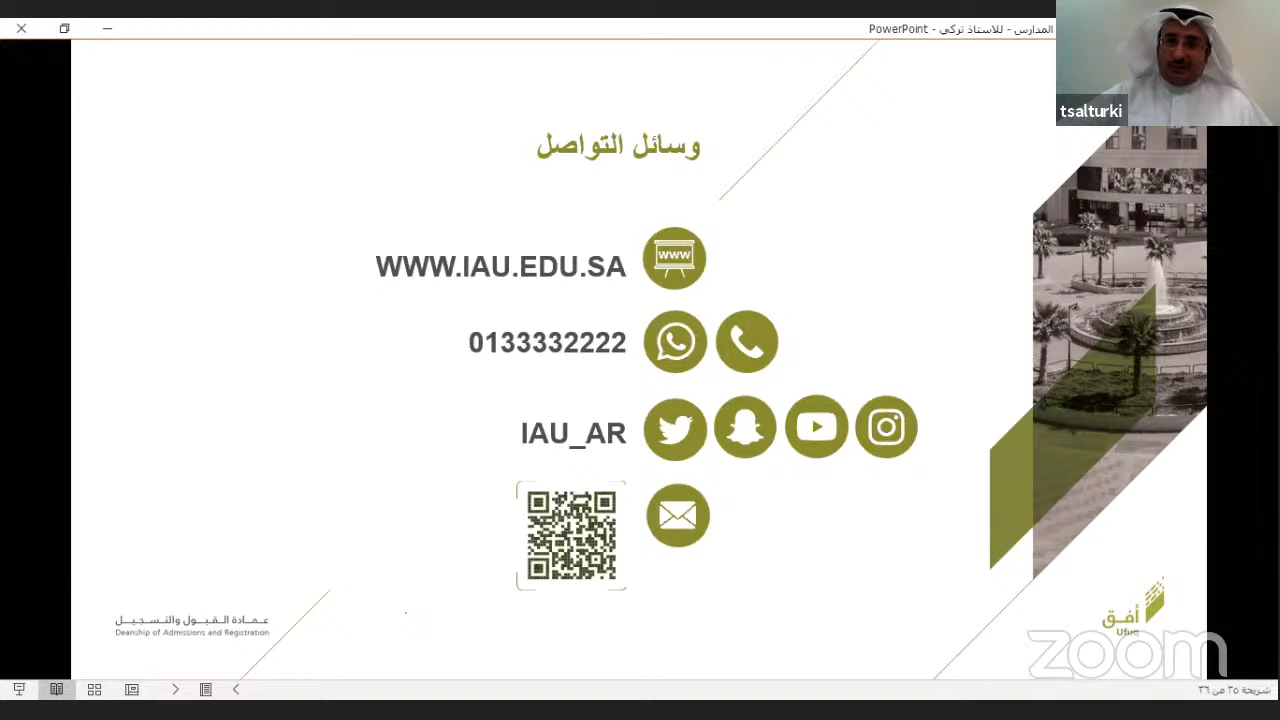 المدارس - للاستاذ تركي - PowerPoint
tsalturki
وسائل التواصل
www
WWW.IAU.EDU.SA
0133332222
IAU_AR
عمادة القبول والتسجيل
Deanship of Admissions and Registration
أفق
Ufuq
zoom
شريحة ٣٥ من ٣٦